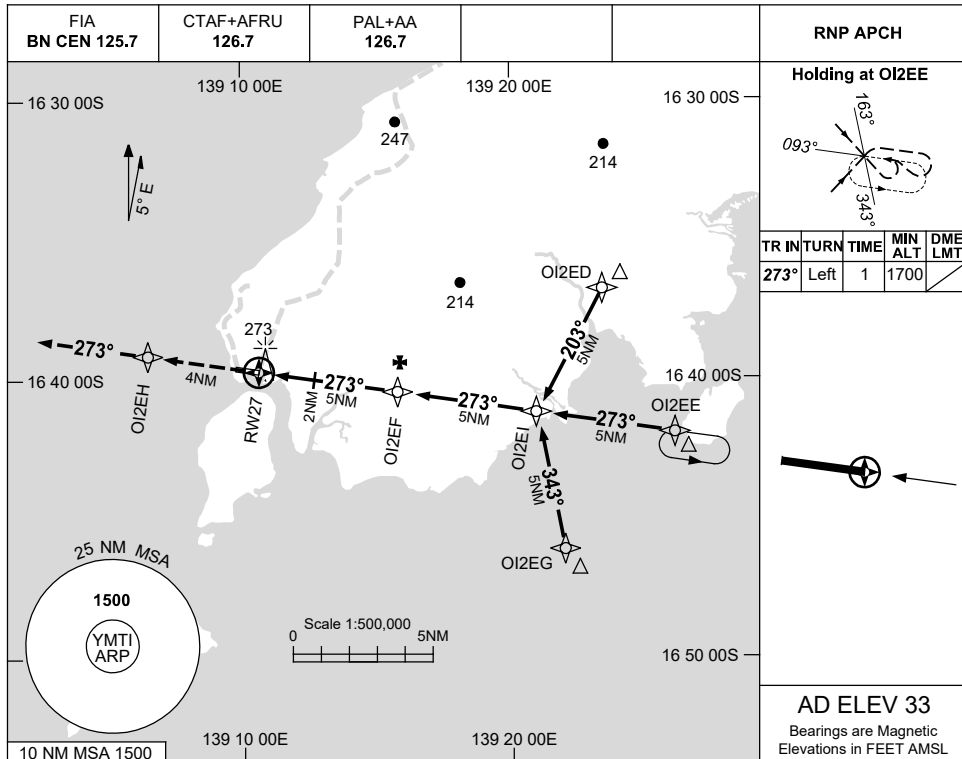 FIA
BN CEN 125.7
CTAF+AFRU
126.7
PAL+AA
126.7
RNP APCH
139 10 00E
139 20 00E
16 30 00S
16 30 00S
247
214
5° E
OI2ED
214
203°
5NM
273
273°
4NM
273°
5NM
2NM
273°
5NM
273°
5NM
16 40 00S
16 40 00S
OI2EH
RW27
OI2EF
OI2EI
OI2EE
343°
5NM
OI2EG
25 NM MSA
1500
YMTI
ARP
Scale 1:500,000
0
5NM
16 50 00S
139 10 00E
139 20 00E
10 NM MSA 1500
Holding at OI2EE
163°
093°
343°
TR IN TURN TIME MIN ALT DME LMT
273° Left 1 1700
AD ELEV 33
Bearings are Magnetic
Elevations in FEET AMSL